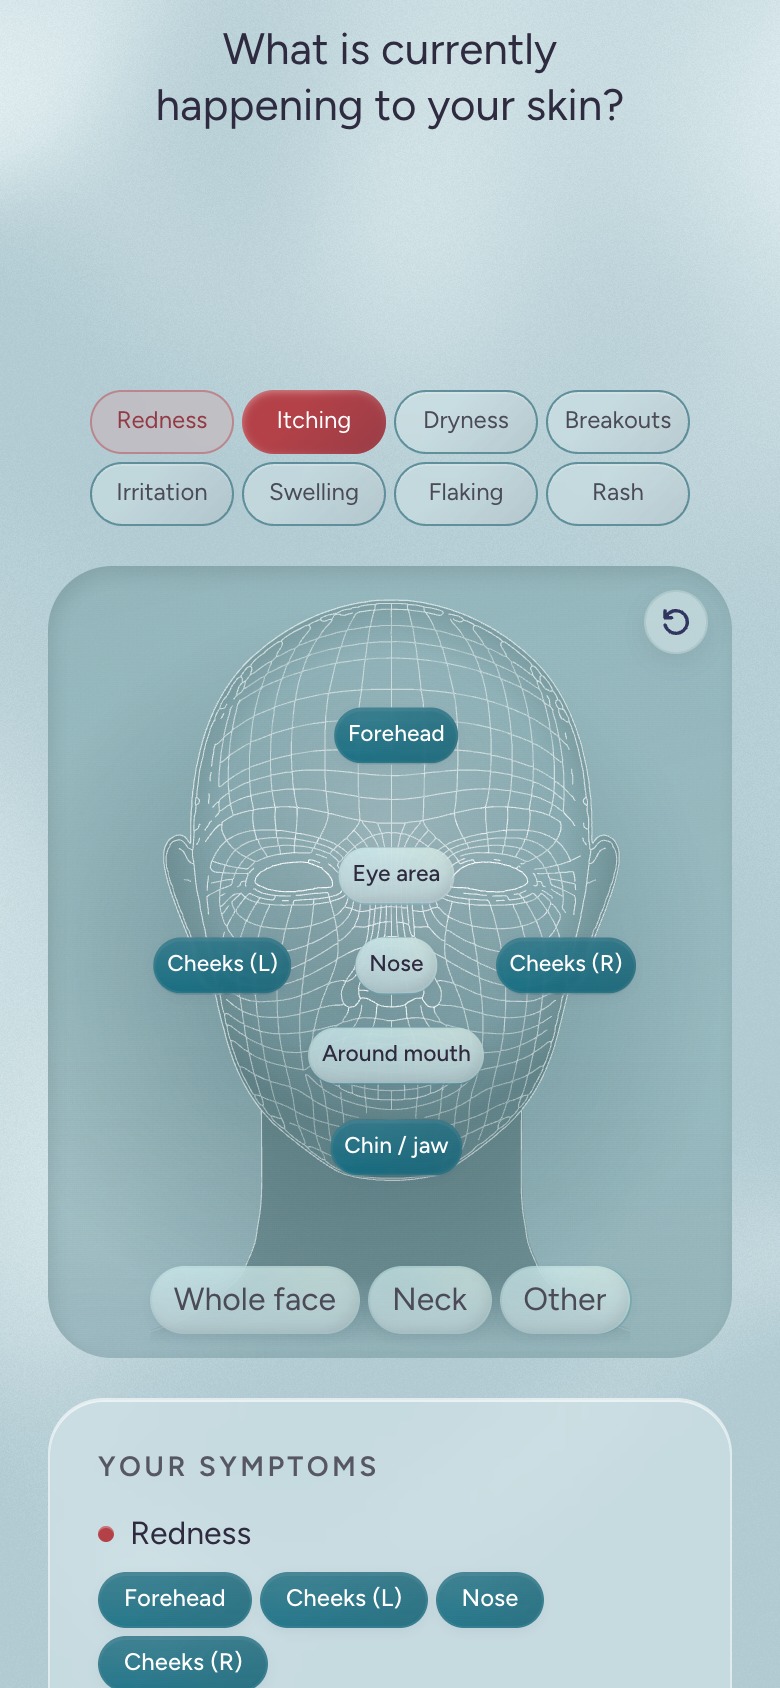 What is currently
happening to your skin?
Redness Itching Dryness Breakouts
Irritation Swelling Flaking Rash
Forehead
Eye area
Cheeks (L) Nose Cheeks (R)
Around mouth
Chin / jaw
Whole face Neck Other
YOUR SYMPTOMS
Redness
Forehead Cheeks (L) Nose
Cheeks (R)